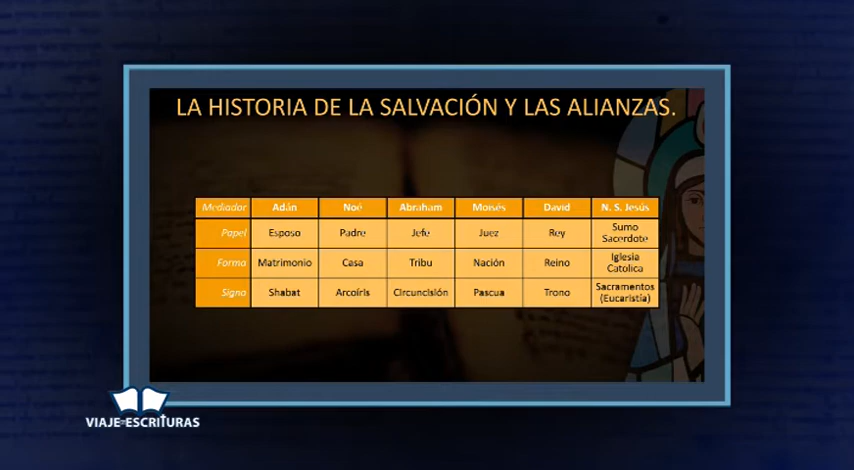 LA HISTORIA DE LA SALVACIÓN Y LAS ALIANZAS.
Mediador Adán Noé Abraham Moisés David N. S. Jesús
Papel Esposo Padre Jefe Juez Rey Sumo Sacerdote
Forma Matrimonio Casa Tribu Nación Reino Iglesia Catolica
Signo Shabat Arcoíris Circuncisión Pascua Trono Sacramentos (Eucaristía)
VIAJE ESCRITURAS